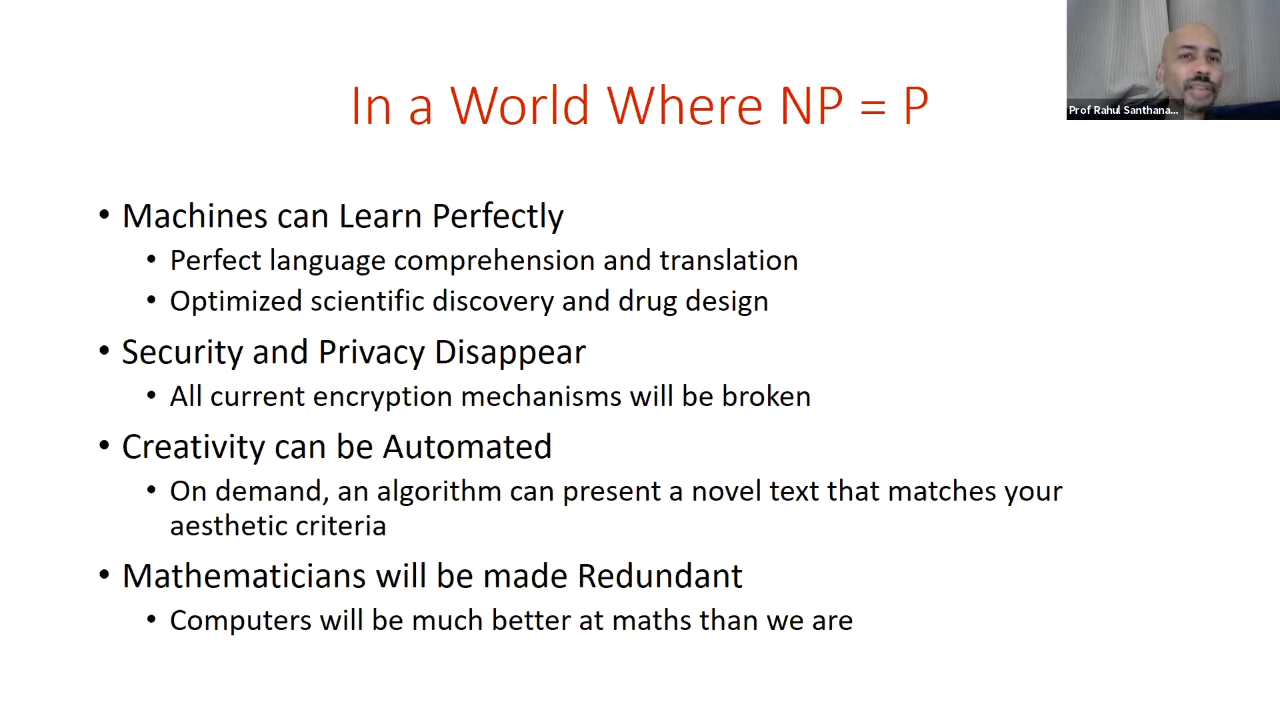 In a World Where NP = P
Prof Rahul Santhana...
• Machines can Learn Perfectly
• Perfect language comprehension and translation
• Optimized scientific discovery and drug design
• Security and Privacy Disappear
• All current encryption mechanisms will be broken
• Creativity can be Automated
• On demand, an algorithm can present a novel text that matches your
aesthetic criteria
• Mathematicians will be made Redundant
• Computers will be much better at maths than we are